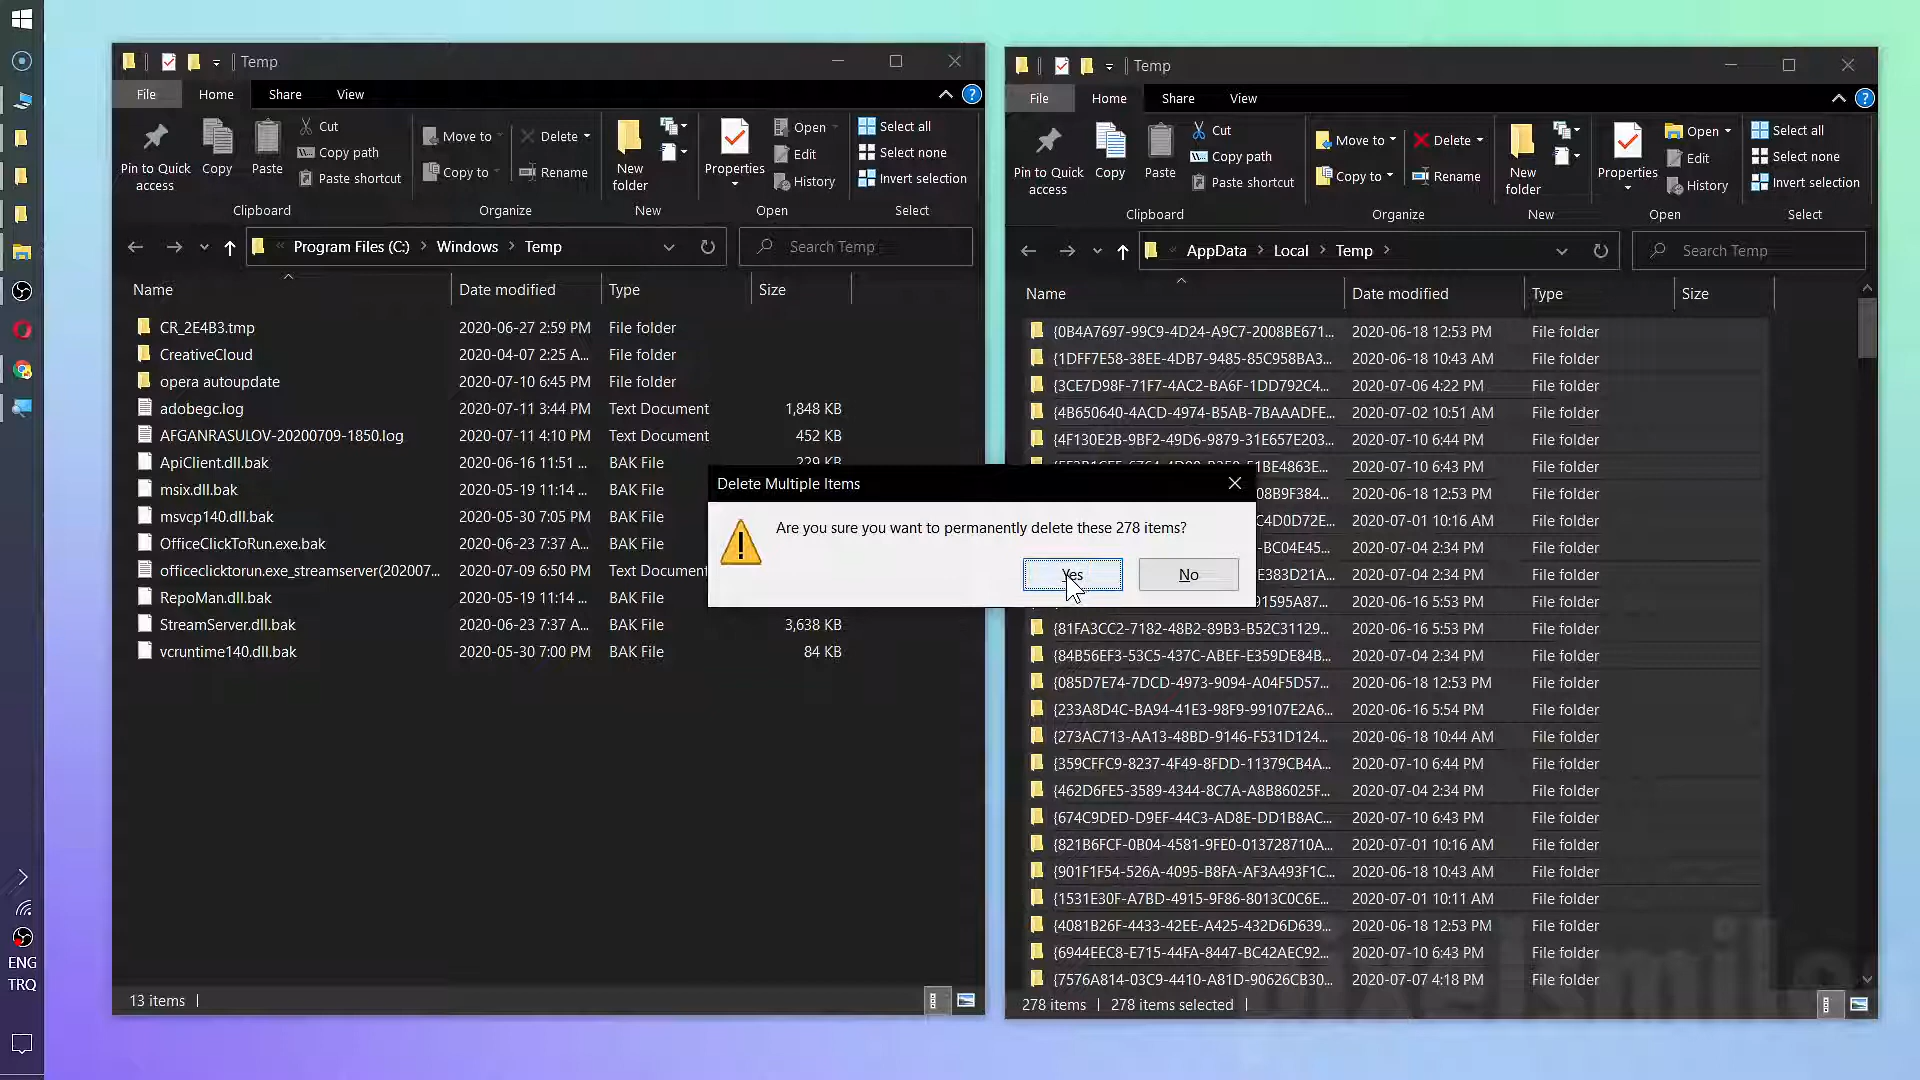 Temp
File Home Share View
Pin to Quick access
Copy
Paste
Cut
Copy path
Paste shortcut
Clipboard
Move to
Copy to
Delete
Rename
Organize
New folder
New
Properties
Open
Edit
History
Open
Select all
Select none
Invert selection
Select
Program Files (C:) Windows Temp
Search Temp
Name Date modified Type Size
CR_2E4B3.tmp 2020-06-27 2:59 PM File folder
CreativeCloud 2020-04-07 2:25 A... File folder
opera autoupdate 2020-07-10 6:45 PM File folder
adobegc.log 2020-07-11 3:44 PM Text Document 1,848 KB
AFGANRASULOV-20200709-1850.log 2020-07-11 4:10 PM Text Document 452 KB
ApiClient.dll.bak 2020-06-16 11:51 ... BAK File 229 KB
msix.dll.bak 2020-05-19 11:14 ... BAK File
msvcp140.dll.bak 2020-05-30 7:05 PM BAK File
OfficeClickToRun.exe.bak 2020-06-23 7:37 A... BAK File
officeclicktorun.exe_streamserver(202007... 2020-07-09 6:50 PM Text Document
RepoMan.dll.bak 2020-05-19 11:14 ... BAK File
StreamServer.dll.bak 2020-06-23 7:37 A... BAK File 3,638 KB
vcruntime140.dll.bak 2020-05-30 7:00 PM BAK File 84 KB
13 items
Delete Multiple Items
Are you sure you want to permanently delete these 278 items?
Yes No
Temp
File Home Share View
Pin to Quick access
Copy
Paste
Cut
Copy path
Paste shortcut
Clipboard
Move to
Copy to
Delete
Rename
Organize
New folder
New
Properties
Open
Edit
History
Open
Select all
Select none
Invert selection
Select
AppData Local Temp
Search Temp
Name Date modified Type Size
{0B4A7697-99C9-4D24-A9C7-2008BE671... 2020-06-18 12:53 PM File folder
{1DFF7E58-38EE-4DB7-9485-85C958BA3... 2020-06-18 10:43 AM File folder
{3CE7D98F-71F7-4AC2-BA6F-1DD792C4... 2020-07-06 4:22 PM File folder
{4B650640-4ACD-4974-B5AB-7BAAADFE... 2020-07-02 10:51 AM File folder
{4F130E2B-9BF2-49D6-9879-31E657E203... 2020-07-10 6:44 PM File folder
51BE4863E... 2020-07-10 6:43 PM File folder
08B9F384... 2020-06-18 12:53 PM File folder
C4D0D72E... 2020-07-01 10:16 AM File folder
-BC04E45... 2020-07-04 2:34 PM File folder
E383D21A... 2020-07-04 2:34 PM File folder
91595A87... 2020-06-16 5:53 PM File folder
{81FA3CC2-7182-48B2-89B3-B52C31129... 2020-06-16 5:53 PM File folder
{84B56EF3-53C5-437C-ABEF-E359DE84B... 2020-07-04 2:34 PM File folder
{085D7E74-7DCD-4973-9094-A04F5D57... 2020-06-18 12:53 PM File folder
{233A8D4C-BA94-41E3-98F9-99107E2A6... 2020-06-16 5:54 PM File folder
{273AC713-AA13-48BD-9146-F531D124... 2020-06-18 10:44 AM File folder
{359CFFC9-8237-4F49-8FDD-11379CB4A... 2020-07-10 6:44 PM File folder
{462D6FE5-3589-4344-8C7A-A8B86025F... 2020-07-04 2:34 PM File folder
{674C9DED-D9EF-44C3-AD8E-DD1B8AC... 2020-07-10 6:43 PM File folder
{821B6FCF-0B04-4581-9FE0-013728710A... 2020-07-01 10:16 AM File folder
{901F1F54-526A-4095-B8FA-AF3A493F1C... 2020-06-18 10:43 AM File folder
{1531E30F-A7BD-4915-9F86-8013C0C6E... 2020-07-01 10:11 AM File folder
{4081B26F-4433-42EE-A425-432D6D639... 2020-06-18 12:53 PM File folder
{6944EEC8-E715-44FA-8447-BC42AEC92... 2020-07-10 6:43 PM File folder
{7576A814-03C9-4410-A81D-90626CB30... 2020-07-07 4:18 PM File folder
278 items 278 items selected
ENG
TRQ